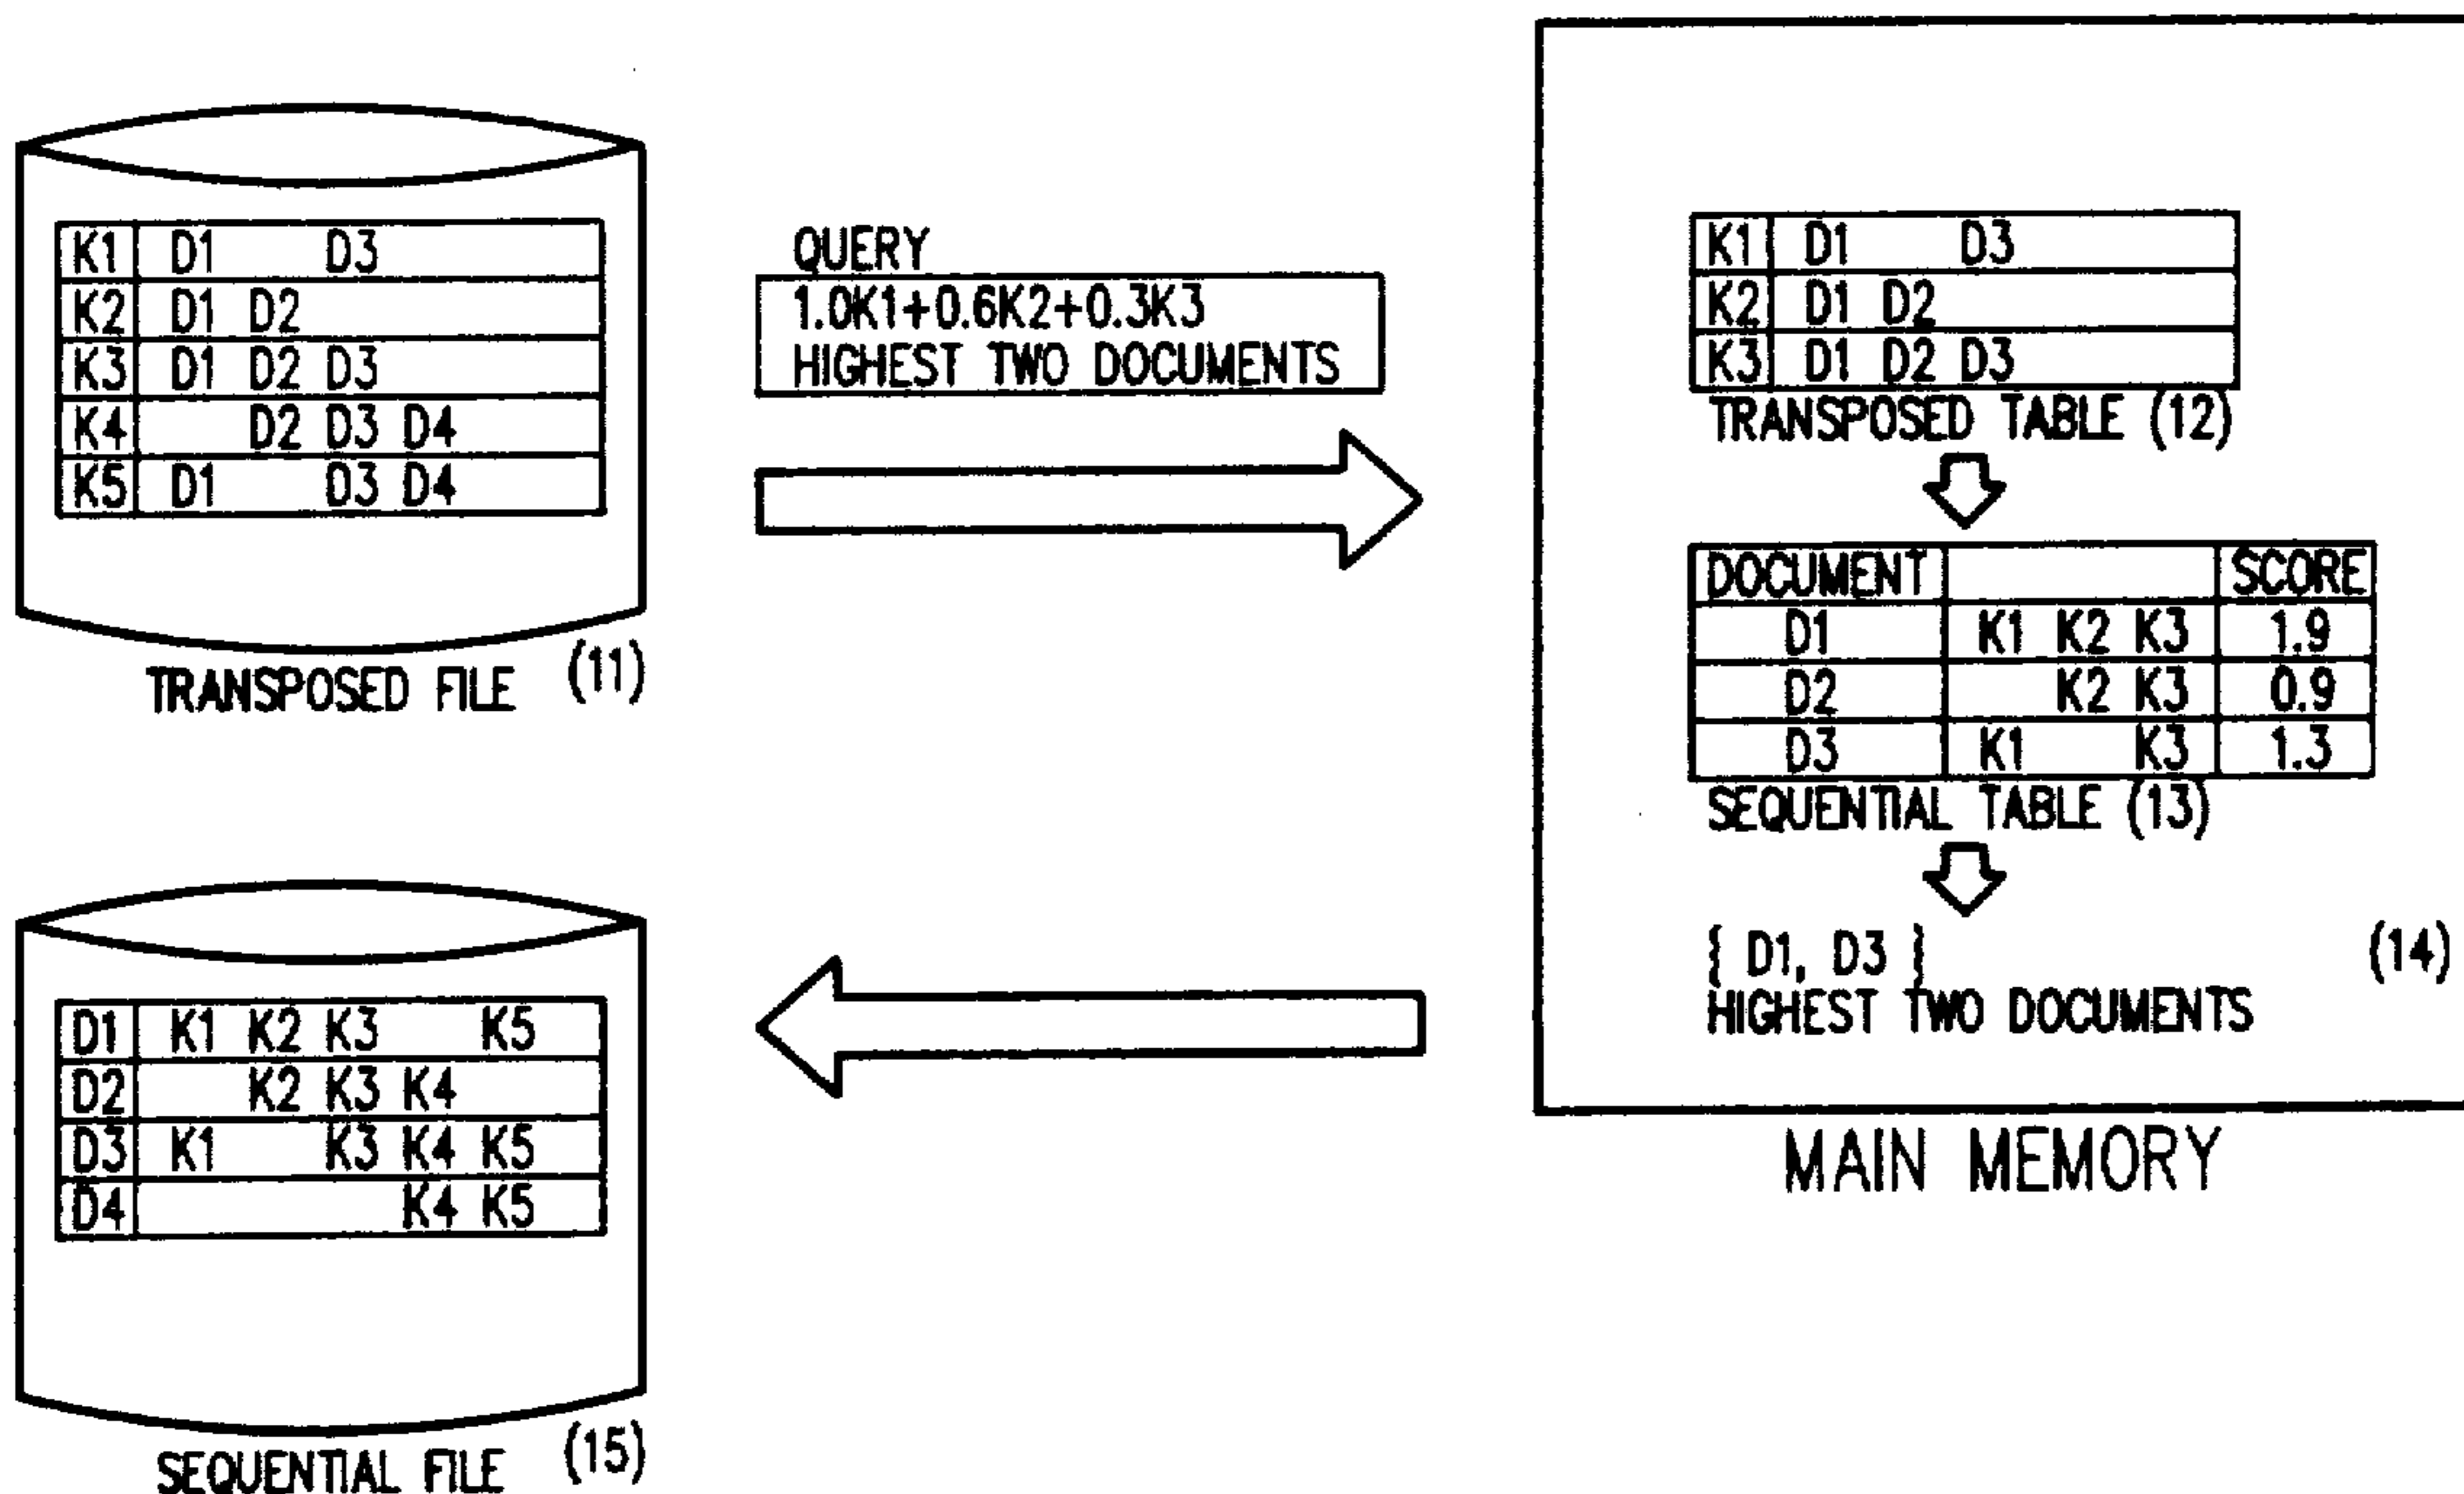 K1 D1 D3
K2 D1 D2
K3 D1 D2 D3
K4 D2 D3 D4
K5 D1 D3 D4
TRANSPOSED FILE (11)
QUERY
1.0K1+0.6K2+0.3K3
HIGHEST TWO DOCUMENTS
K1 D1 D3
K2 D1 D2
K3 D1 D2 D3
TRANSPOSED TABLE (12)
DOCUMENT SCORE
D1 K1 K2 K3 1.9
D2 K2 K3 0.9
D3 K1 K3 1.3
SEQUENTIAL TABLE (13)
{ D1, D3 } (14)
HIGHEST TWO DOCUMENTS
MAIN MEMORY
D1 K1 K2 K3 K5
D2 K2 K3 K4
D3 K1 K3 K4 K5
D4 K4 K5
SEQUENTIAL FILE (15)